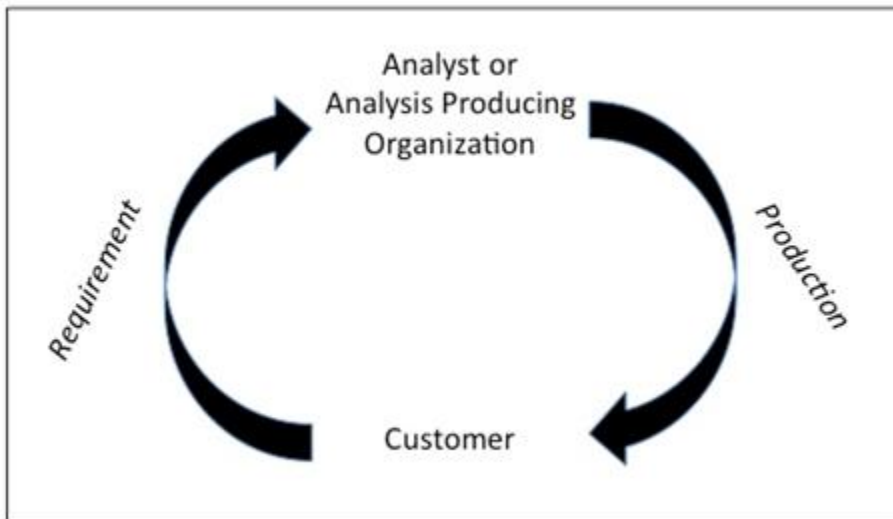 Analyst or
Analysis Producing
Organization
Requirement
Production
Customer